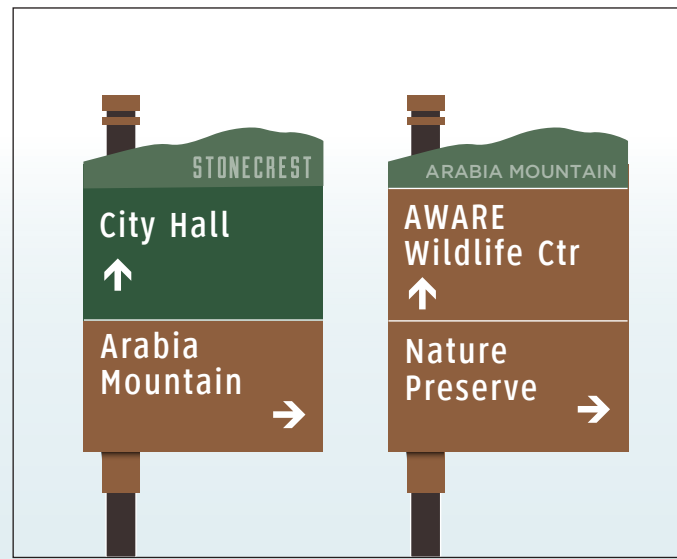 STONECREST
City Hall
Arabia
Mountain
ARABIA MOUNTAIN
AWARE
Wildlife Ctr
Nature
Preserve